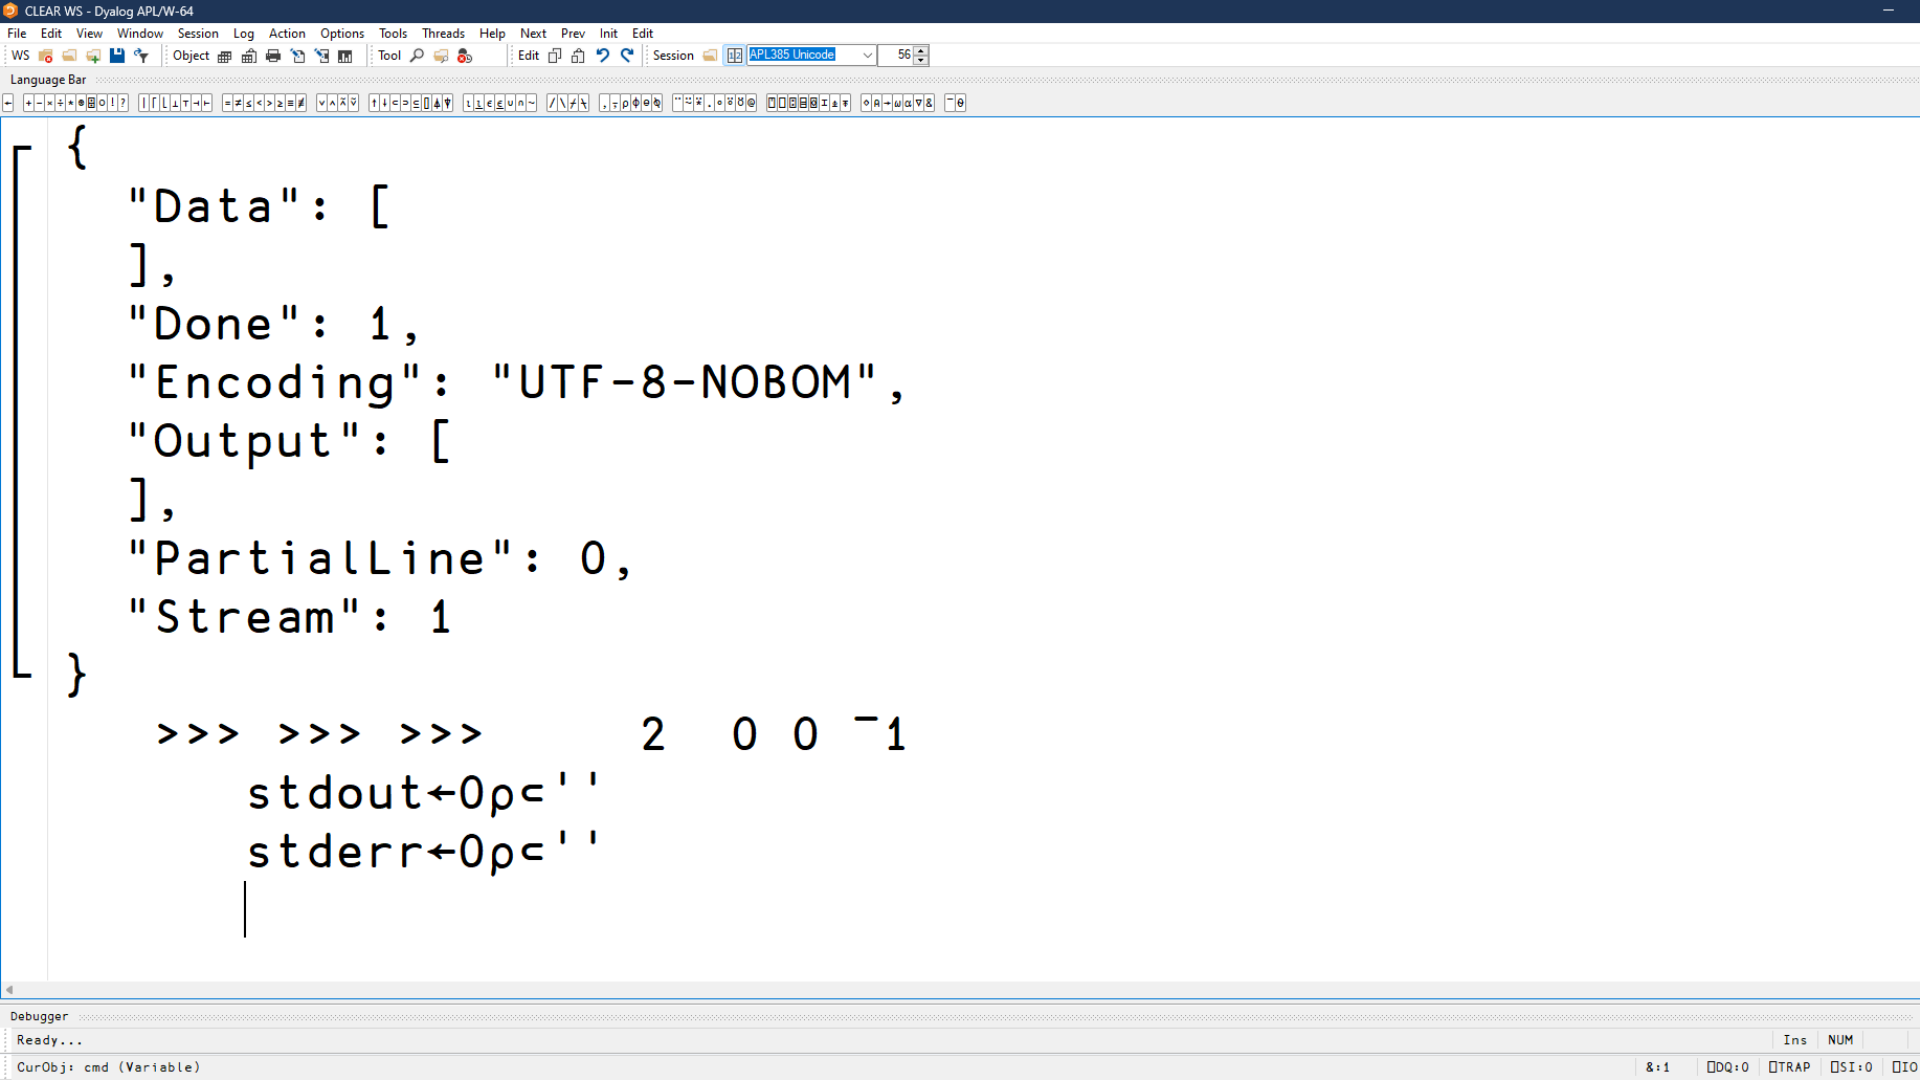 CLEAR WS - Dyalog APL/W-64
File Edit View Window Session Log Action Options Tools Threads Help Next Prev Init Edit
WS Object Tool Edit Session APL385 Unicode 56
Language Bar
{
"Data": [
],
"Done": 1,
"Encoding": "UTF-8-NOBOM",
"Output": [
],
"PartialLine": 0,
"Stream": 1
}
>>> >>> >>> 2 0 0 ¯1
stdout←0⍴⊂''
stderr←0⍴⊂''
Debugger
Ready...
Ins NUM
CurObj: cmd (Variable)
&:1 ⎕DQ:0 ⎕TRAP ⎕SI:0 ⎕IO